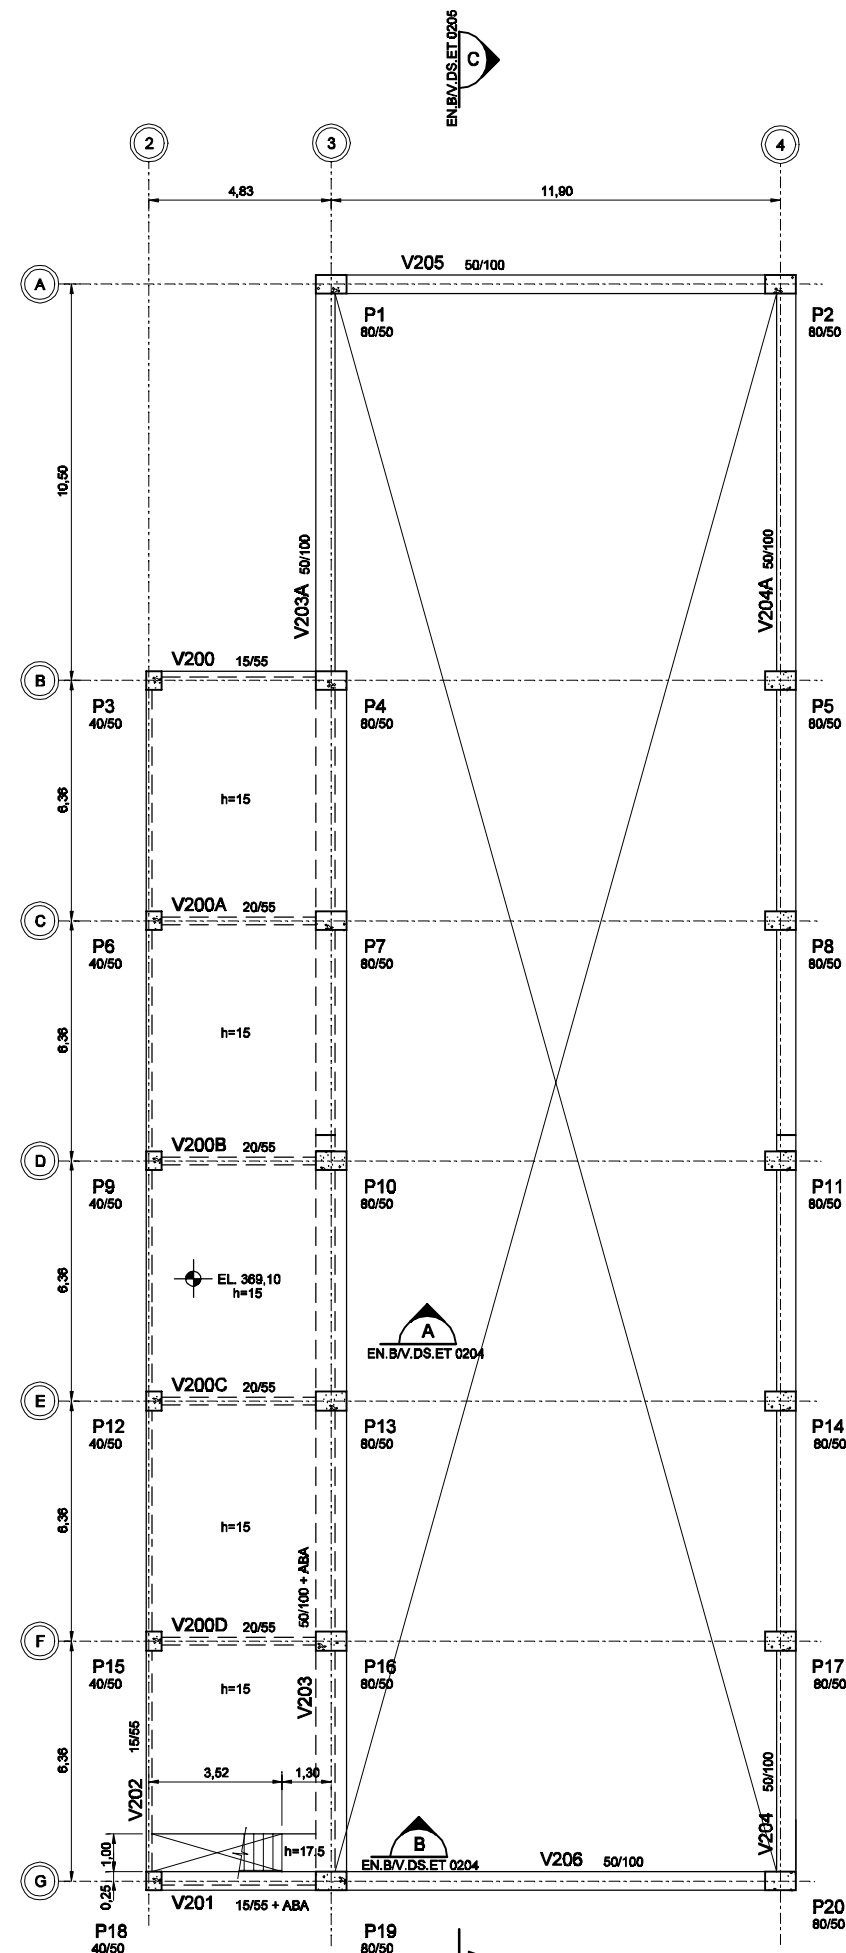 EN.B/V.DS.ET 0205
C
2
3
4
4,83
11,90
V205 50/100
A
P1
80/50
P2
80/50
10,50
V203A 50/100
V204A 50/100
V200 15/55
B
P3
40/50
P4
80/50
P5
80/50
6,36
h=15
V200A 20/55
C
P6
40/50
P7
80/50
P8
80/50
6,36
h=15
V200B 20/55
D
P9
40/50
P10
80/50
P11
80/50
6,36
EL. 369,10
h=15
A
EN.B/V.DS.ET 0204
V200C 20/55
E
P12
40/50
P13
80/50
P14
80/50
6,36
h=15
V203 50/100 + ABA
V200D 20/55
F
P15
40/50
P16
80/50
P17
80/50
h=15
6,36
V202 15/55
3,52
1,30
V204 50/100
1,00
h=17.5
B
EN.B/V.DS.ET 0204
V206 50/100
G
0,25
V201 15/55 + ABA
P18
40/50
P19
80/50
P20
80/50